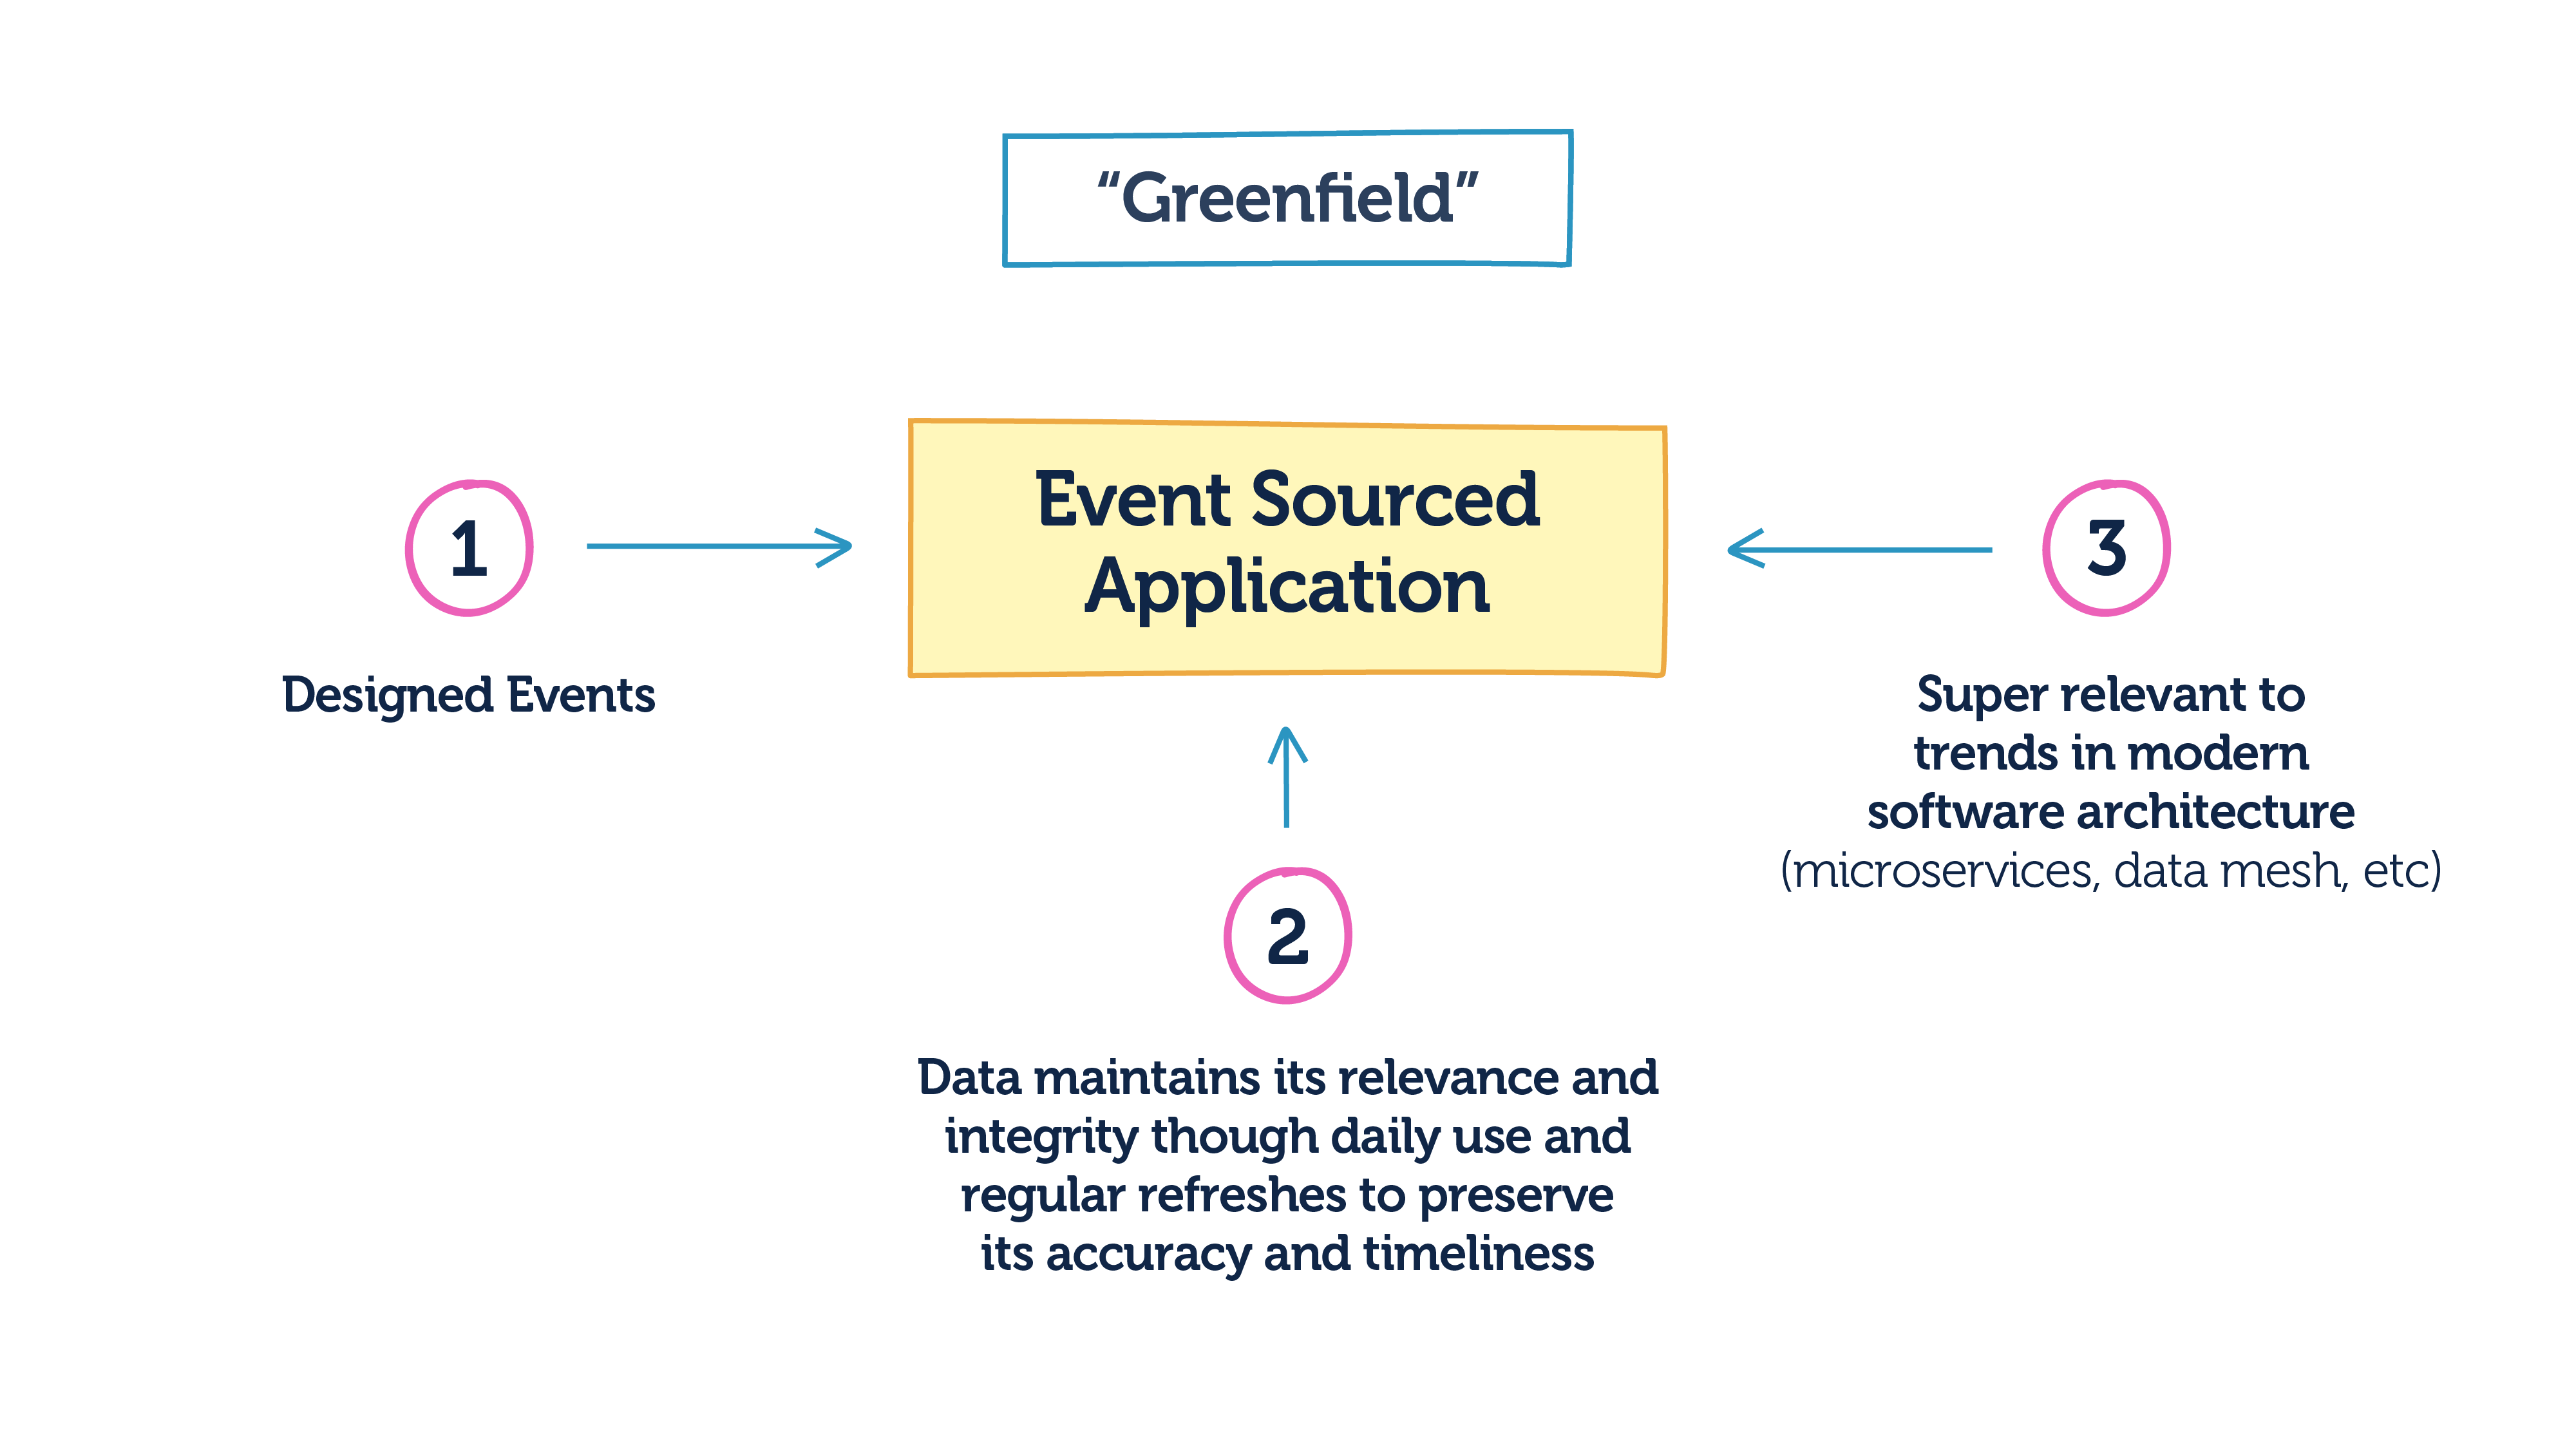 “Greenfield”
Event Sourced
Application
1
Designed Events
2
Data maintains its relevance and
integrity though daily use and
regular refreshes to preserve
its accuracy and timeliness
3
Super relevant to
trends in modern
software architecture
(microservices, data mesh, etc)